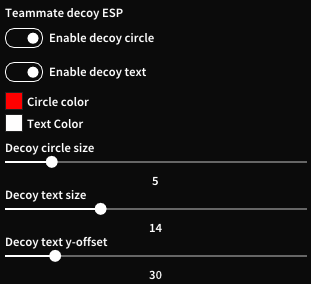 Teammate decoy ESP
Enable decoy circle
Enable decoy text
Circle color
Text Color
Decoy circle size
5
Decoy text size
14
Decoy text y-offset
30